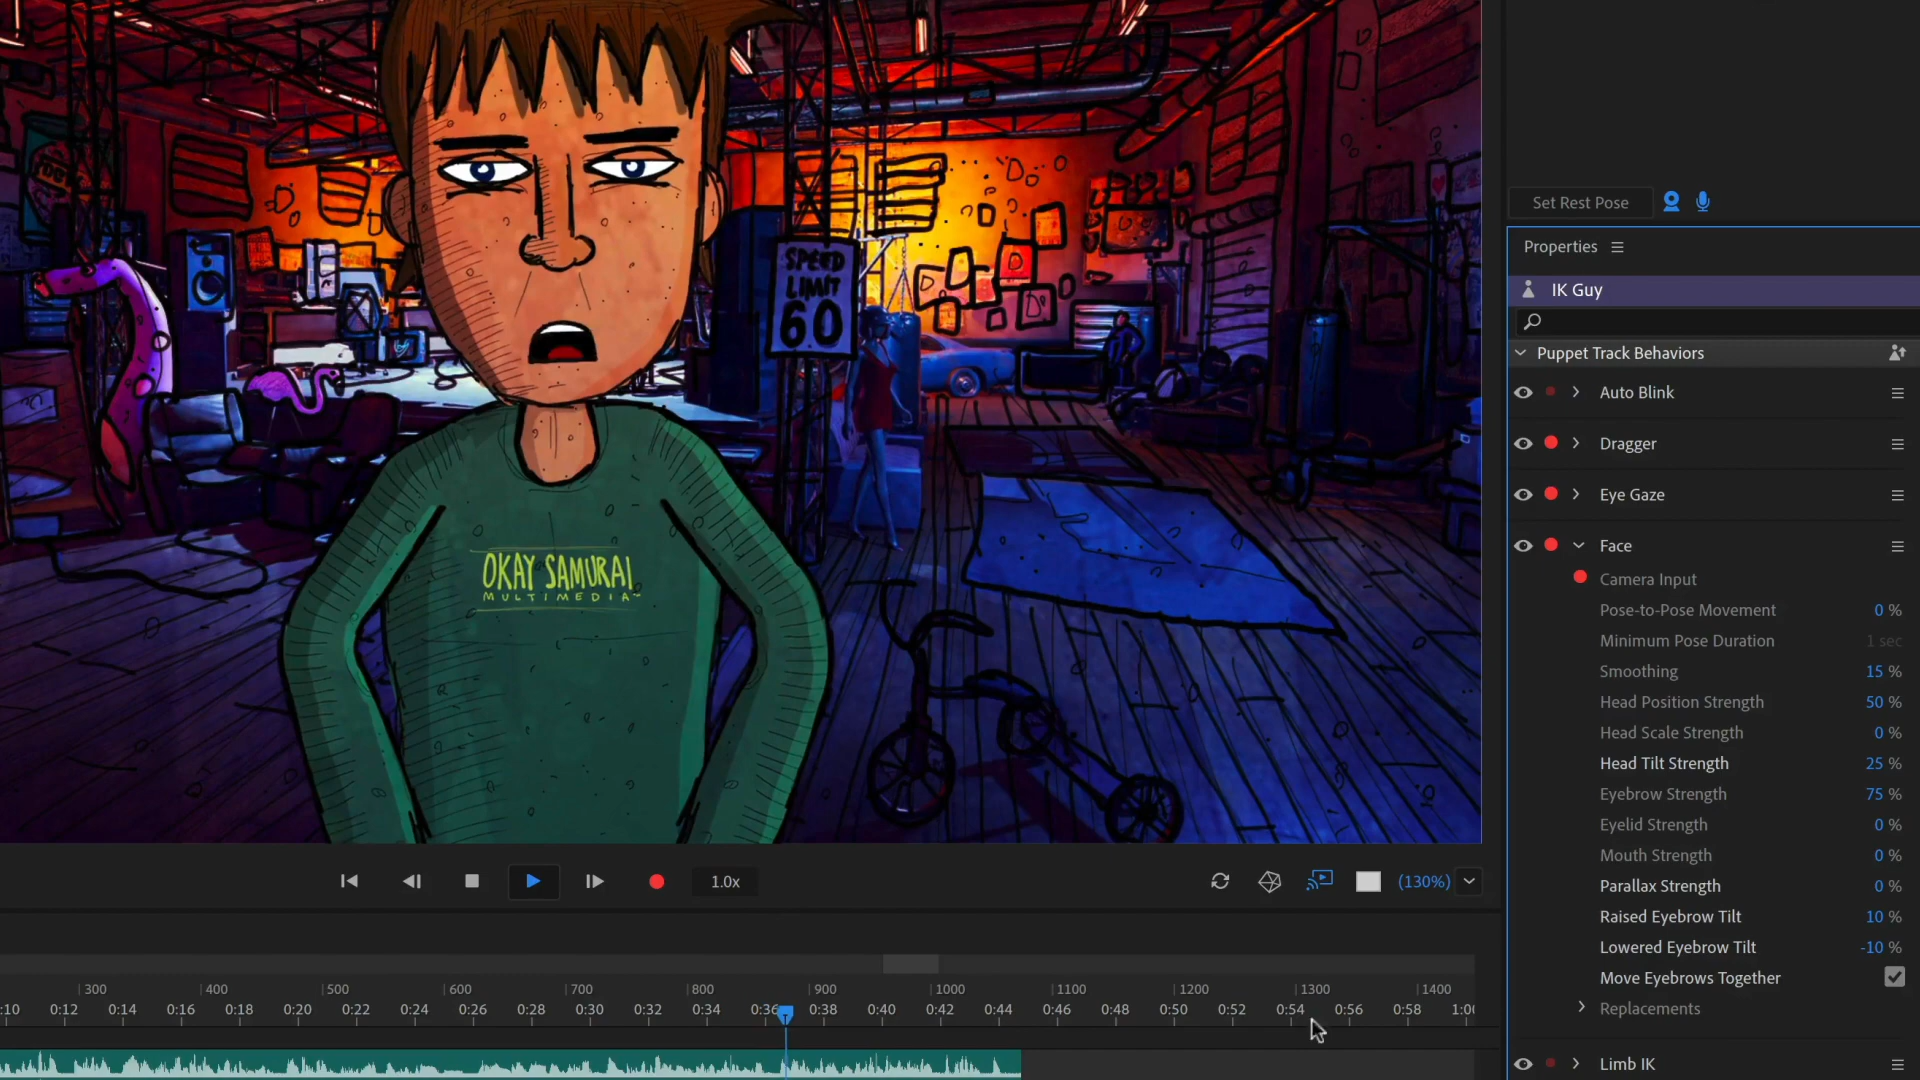 SPEED
LIMIT
60
OKAY SAMURAI
MULTIMEDIA
Set Rest Pose
Properties
IK Guy
Puppet Track Behaviors
Auto Blink
Dragger
Eye Gaze
Face
Camera Input
Pose-to-Pose Movement 0 %
Minimum Pose Duration 1 sec
Smoothing 15 %
Head Position Strength 50 %
Head Scale Strength 0 %
Head Tilt Strength 25 %
Eyebrow Strength 75 %
Eyelid Strength 0 %
Mouth Strength 0 %
Parallax Strength 0 %
Raised Eyebrow Tilt 10 %
Lowered Eyebrow Tilt -10 %
Move Eyebrows Together
Replacements
Limb IK
1.0x
(130%)
300 400 500 600 700 800 900 1000 1100 1200 1300 1400
:10 0:12 0:14 0:16 0:18 0:20 0:22 0:24 0:26 0:28 0:30 0:32 0:34 0:36 0:38 0:40 0:42 0:44 0:46 0:48 0:50 0:52 0:54 0:56 0:58 1:0